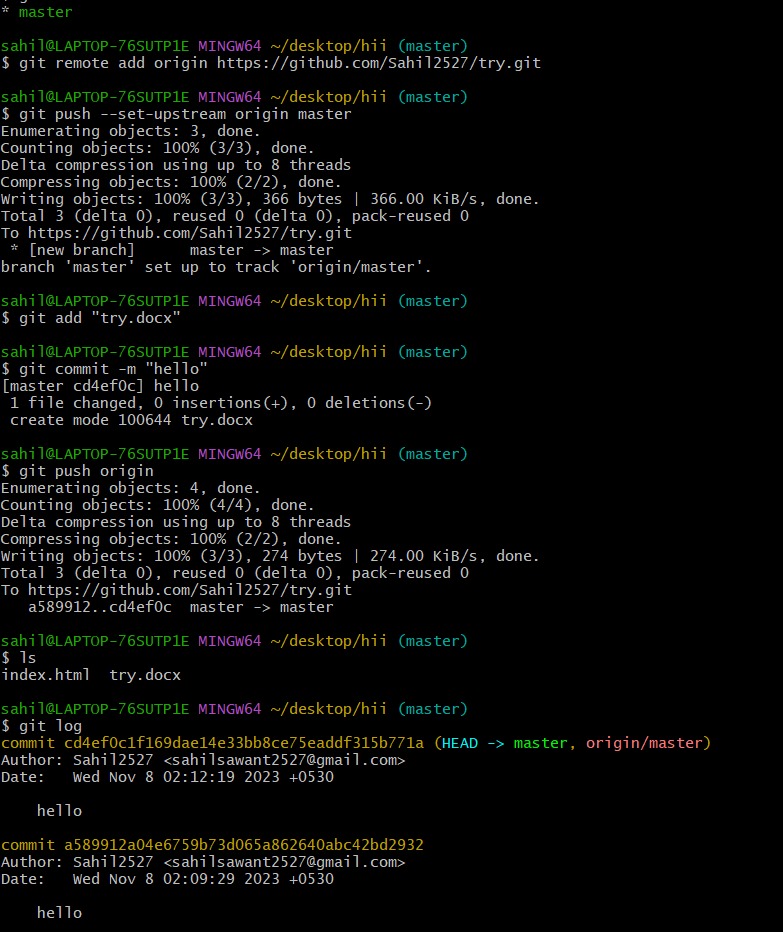 * master
sahil@LAPTOP-76SUTP1E MINGW64 ~/desktop/hii (master)
$ git remote add origin https://github.com/Sahil2527/try.git
sahil@LAPTOP-76SUTP1E MINGW64 ~/desktop/hii (master)
$ git push --set-upstream origin master
Enumerating objects: 3, done.
Counting objects: 100% (3/3), done.
Delta compression using up to 8 threads
Compressing objects: 100% (2/2), done.
Writing objects: 100% (3/3), 366 bytes | 366.00 KiB/s, done.
Total 3 (delta 0), reused 0 (delta 0), pack-reused 0
To https://github.com/Sahil2527/try.git
 * [new branch]      master -> master
branch 'master' set up to track 'origin/master'.
sahil@LAPTOP-76SUTP1E MINGW64 ~/desktop/hii (master)
$ git add "try.docx"
sahil@LAPTOP-76SUTP1E MINGW64 ~/desktop/hii (master)
$ git commit -m "hello"
[master cd4ef0c] hello
 1 file changed, 0 insertions(+), 0 deletions(-)
 create mode 100644 try.docx
sahil@LAPTOP-76SUTP1E MINGW64 ~/desktop/hii (master)
$ git push origin
Enumerating objects: 4, done.
Counting objects: 100% (4/4), done.
Delta compression using up to 8 threads
Compressing objects: 100% (2/2), done.
Writing objects: 100% (3/3), 274 bytes | 274.00 KiB/s, done.
Total 3 (delta 0), reused 0 (delta 0), pack-reused 0
To https://github.com/Sahil2527/try.git
   a589912..cd4ef0c  master -> master
sahil@LAPTOP-76SUTP1E MINGW64 ~/desktop/hii (master)
$ ls
index.html  try.docx
sahil@LAPTOP-76SUTP1E MINGW64 ~/desktop/hii (master)
$ git log
commit cd4ef0c1f169dae14e33bb8ce75eaddf315b771a (HEAD -> master, origin/master)
Author: Sahil2527 <sahilsawant2527@gmail.com>
Date:   Wed Nov 8 02:12:19 2023 +0530
    hello
commit a589912a04e6759b73d065a862640abc42bd2932
Author: Sahil2527 <sahilsawant2527@gmail.com>
Date:   Wed Nov 8 02:09:29 2023 +0530
    hello